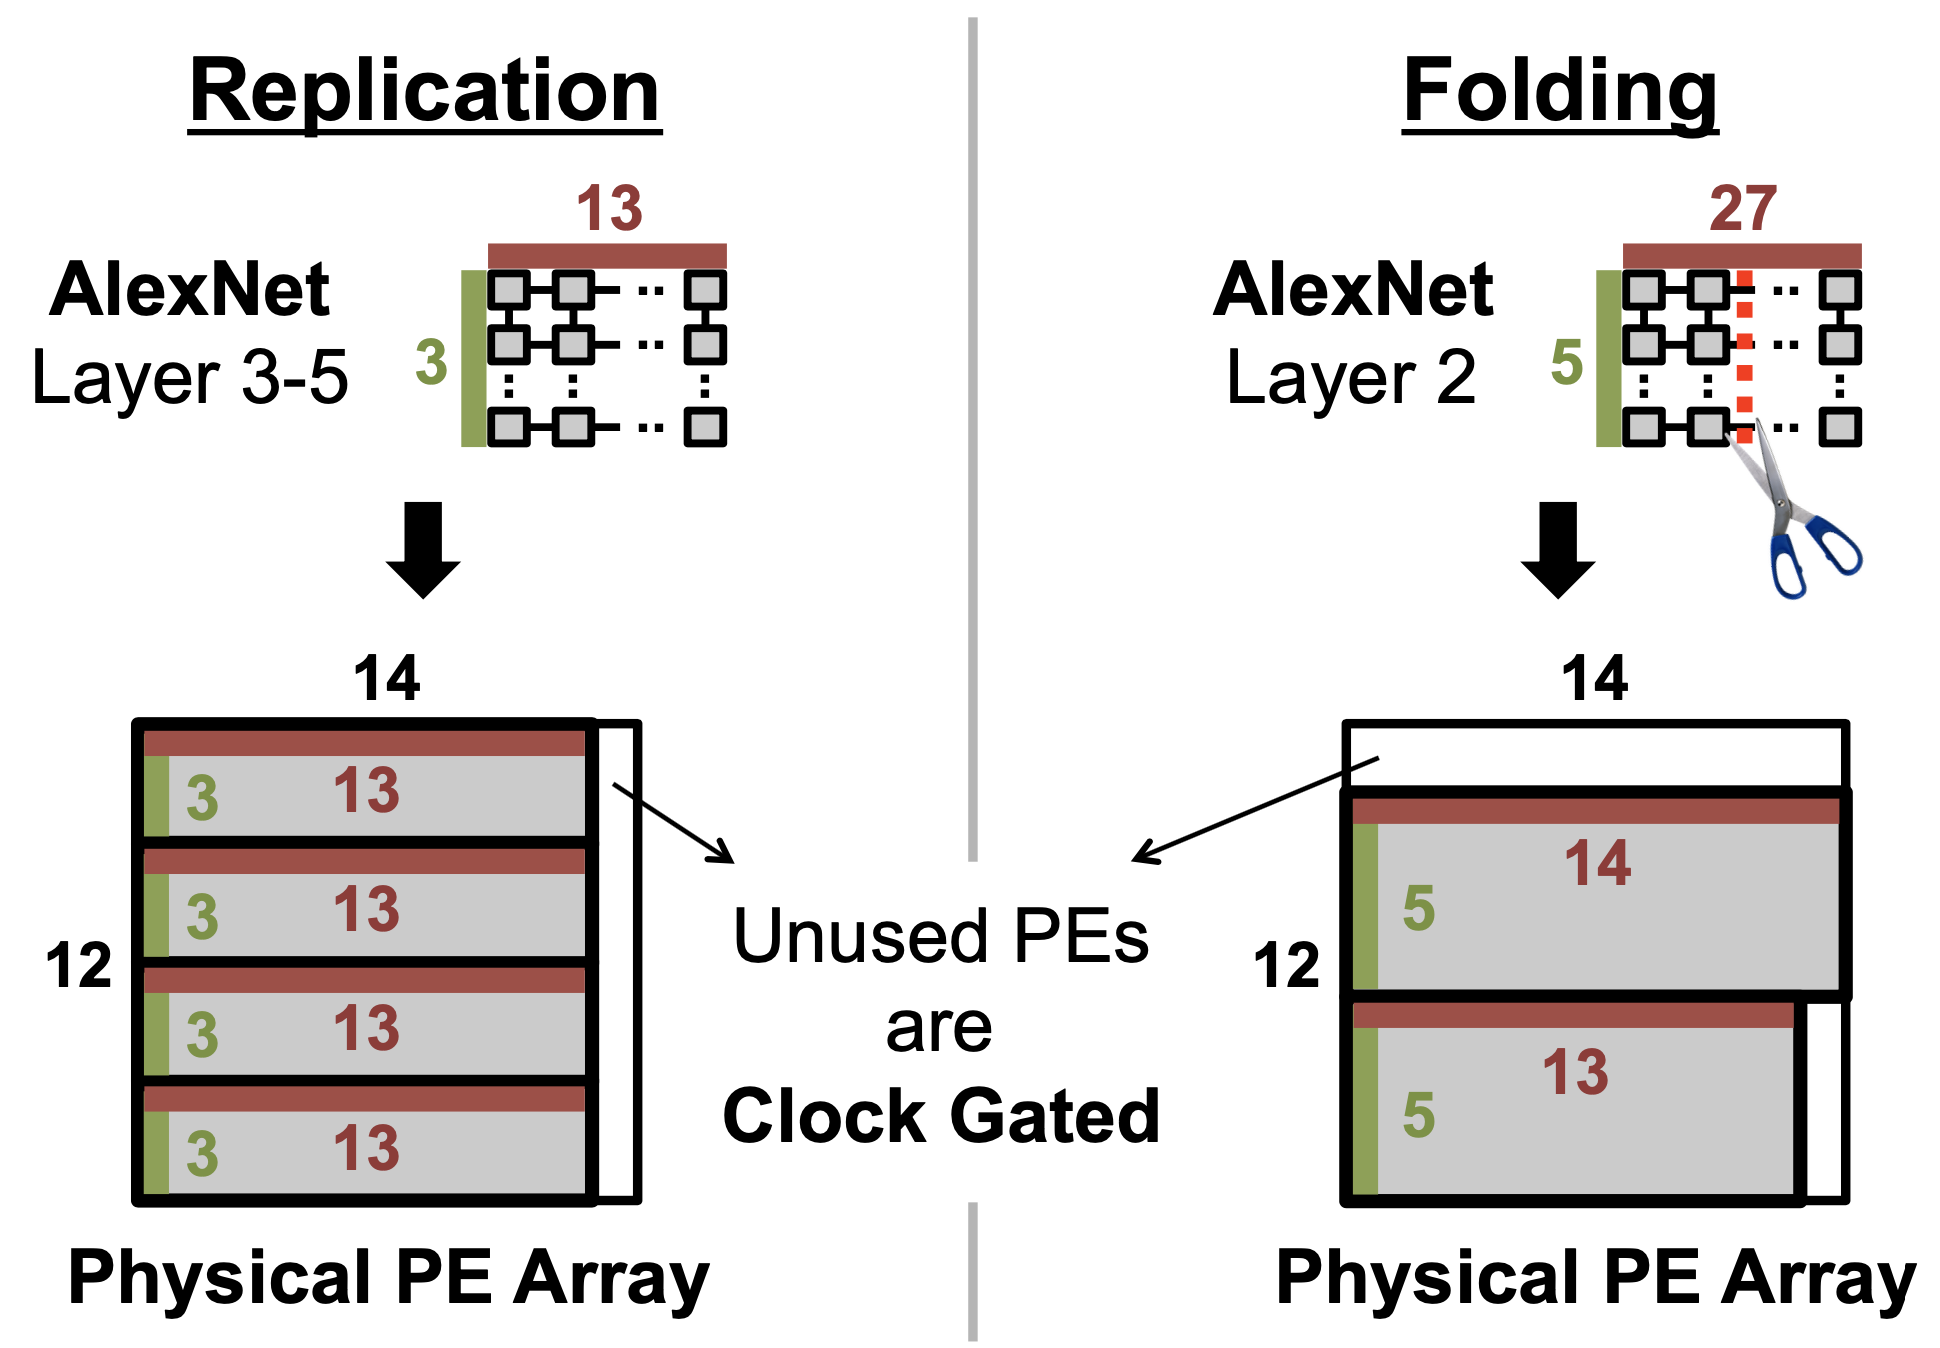 Replication
13
AlexNet
Layer 3-5
3
14
12
3 13
3 13
3 13
3 13
Physical PE Array
Folding
27
AlexNet
Layer 2
5
14
12
14
5
13
5
Physical PE Array
Unused PEs
are
Clock Gated